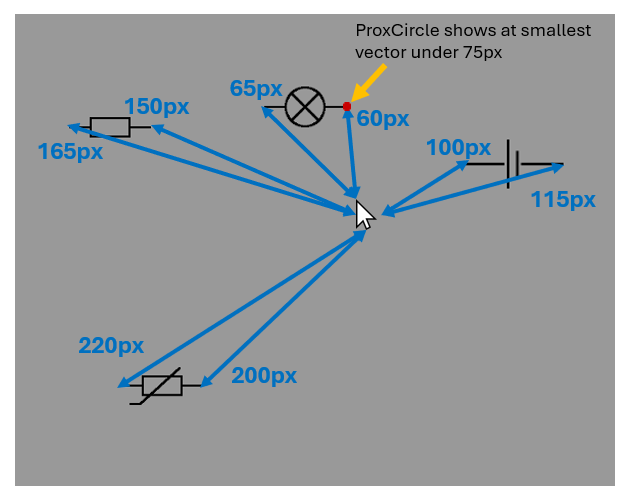 ProxCircle shows at smallest
vector under 75px
65px
150px
60px
165px
100px
115px
220px
200px